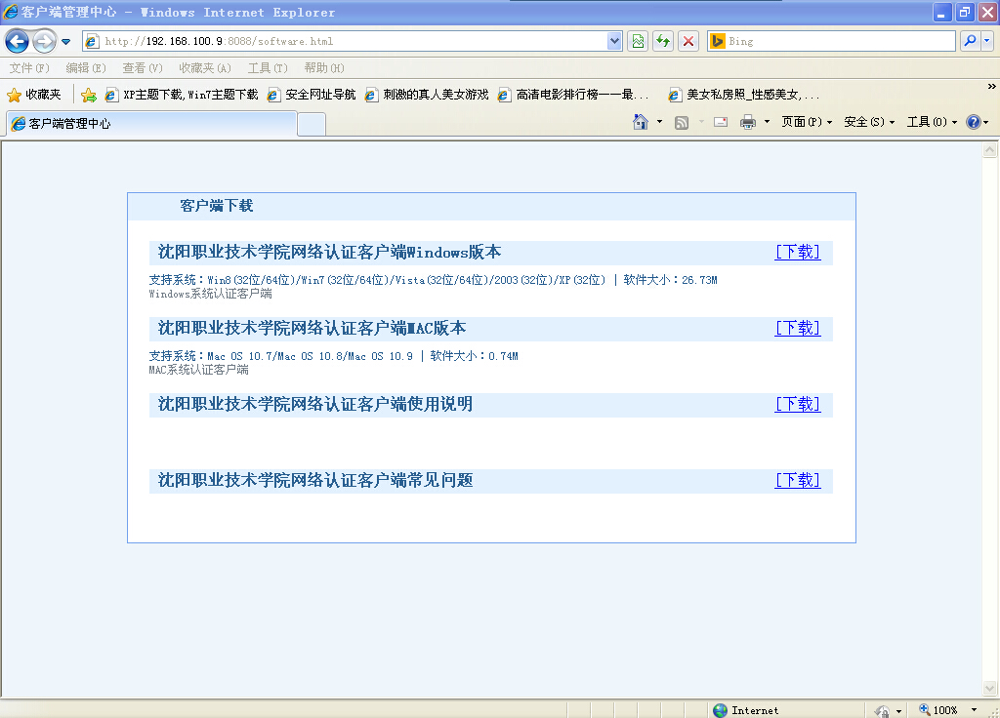 客户端管理中心 - Windows Internet Explorer
http://192.168.100.9:8088/software.html
Bing
文件(F) 编辑(E) 查看(V) 收藏夹(A) 工具(T) 帮助(H)
收藏夹 XP主题下载,Win7主题下载 安全网址导航 刺激的真人美女游戏 高清电影排行榜一一最... 美女私房照_性感美女,...
客户端管理中心
页面(P) 安全(S) 工具(O)
客户端下载
沈阳职业技术学院网络认证客户端Windows版本 [下载]
支持系统：Win8(32位/64位)/Win7(32位/64位)/Vista(32位/64位)/2003(32位)/XP(32位) | 软件大小：26.73M
Windows系统认证客户端
沈阳职业技术学院网络认证客户端MAC版本 [下载]
支持系统：Mac OS 10.7/Mac OS 10.8/Mac OS 10.9 | 软件大小：0.74M
MAC系统认证客户端
沈阳职业技术学院网络认证客户端使用说明 [下载]
沈阳职业技术学院网络认证客户端常见问题 [下载]
Internet 100%